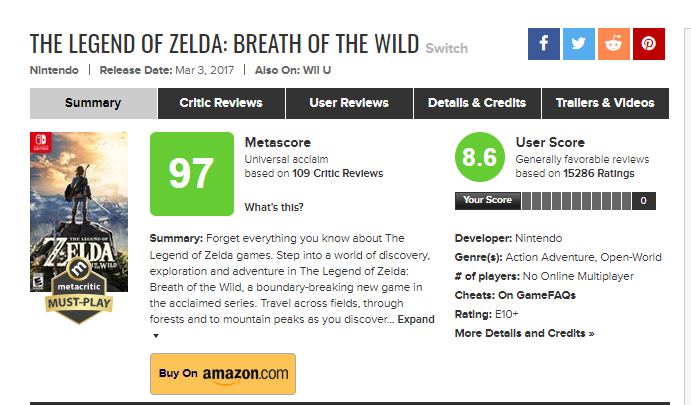 THE LEGEND OF ZELDA: BREATH OF THE WILD Switch
Nintendo | Release Date: Mar 3, 2017 | Also On: Wii U
Summary Critic Reviews User Reviews Details & Credits Trailers & Videos
97
Metascore
Universal acclaim
based on 109 Critic Reviews
What's this?
8.6
User Score
Generally favorable reviews
based on 15286 Ratings
Your Score 0
THE LEGEND OF
ZELDA
BREATH OF THE WILD
metacritic
MUST-PLAY
Summary: Forget everything you know about The
Legend of Zelda games. Step into a world of discovery,
exploration and adventure in The Legend of Zelda:
Breath of the Wild, a boundary-breaking new game in
the acclaimed series. Travel across fields, through
forests and to mountain peaks as you discover... Expand
Developer: Nintendo
Genre(s): Action Adventure, Open-World
# of players: No Online Multiplayer
Cheats: On GameFAQs
Rating: E10+
More Details and Credits »
Buy On amazon.com